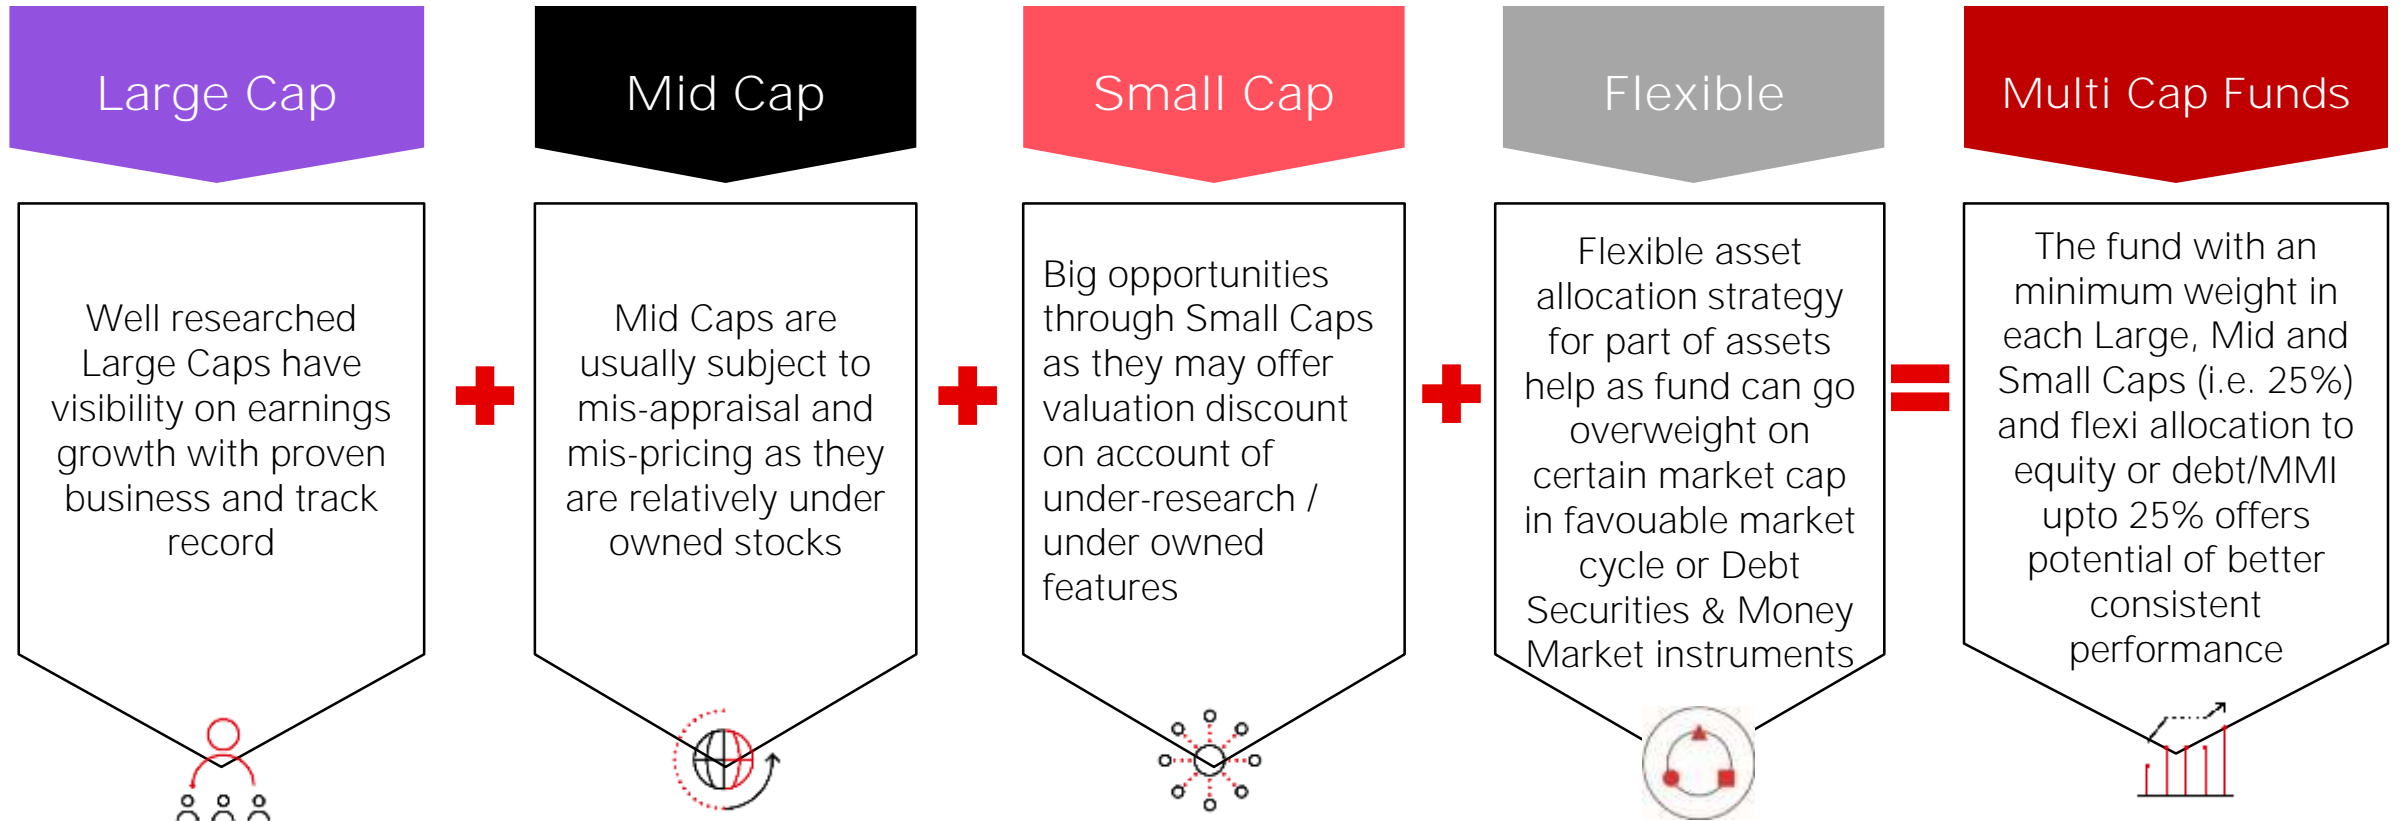 Large Cap
Well researched
Large Caps have
visibility on earnings
growth with proven
business and track
record
Mid Cap
Mid Caps are
usually subject to
mis-appraisal and
mis-pricing as they
are relatively under
owned stocks
Small Cap
Big opportunities
through Small Caps
as they may offer
valuation discount
on account of
under-research /
under owned
features
Flexible
Flexible asset
allocation strategy
for part of assets
help as fund can go
overweight on
certain market cap
in favouable market
cycle or Debt
Securities & Money
Market instruments
Multi Cap Funds
The fund with an
minimum weight in
each Large, Mid and
Small Caps (i.e. 25%)
and flexi allocation to
equity or debt/MMI
upto 25% offers
potential of better
consistent
performance